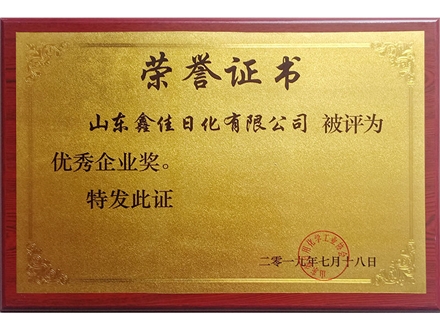 荣誉证书
山东鑫佳日化有限公司 被评为
优秀企业奖。
特发此证
二零一九年七月十八日